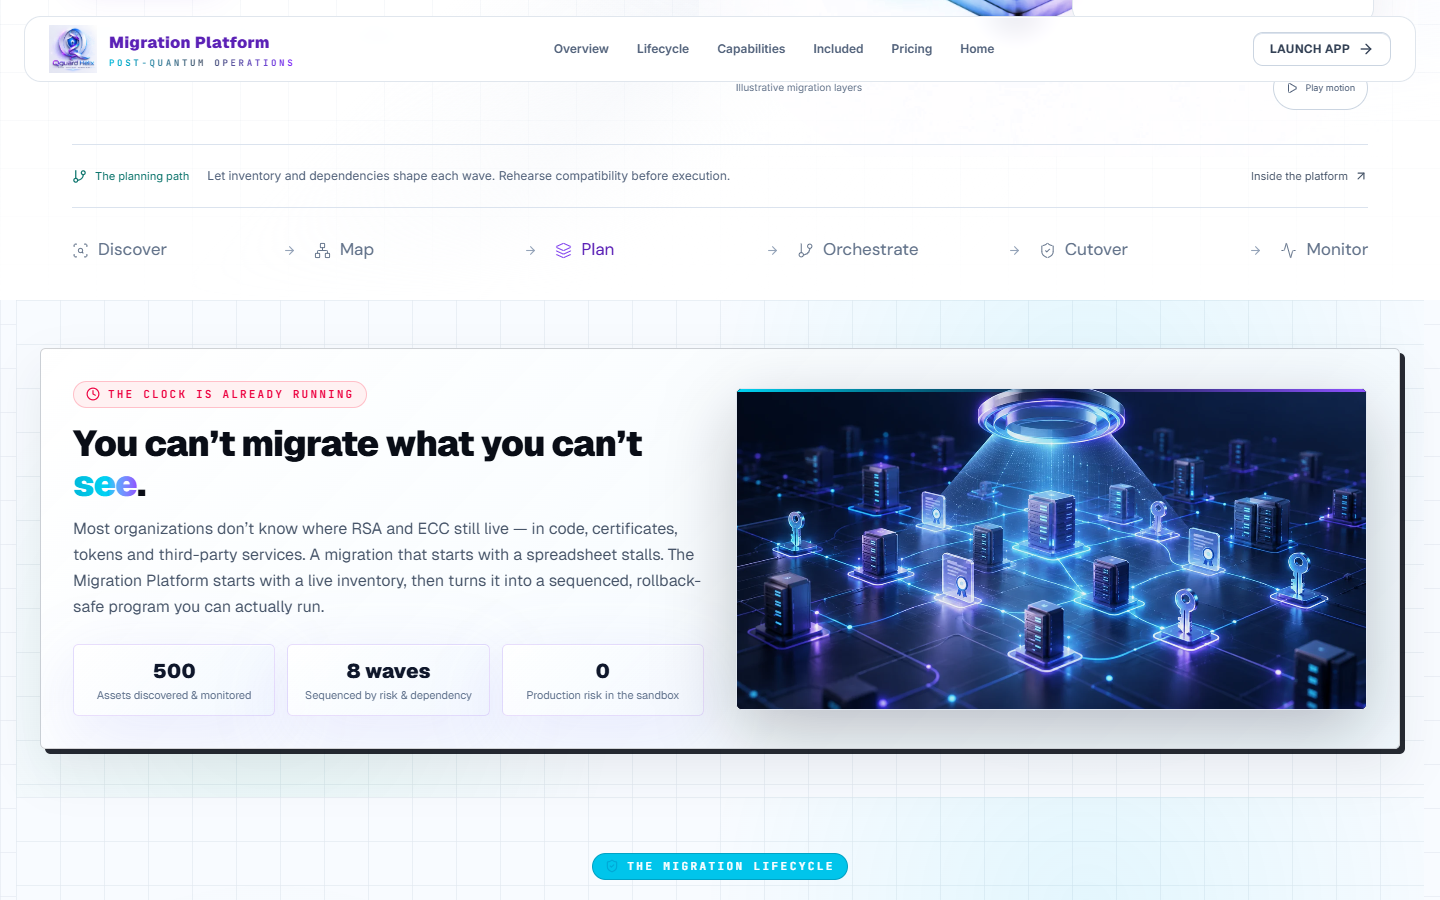 Qguard Helix
Migration Platform
POST-QUANTUM OPERATIONS
Overview
Lifecycle
Capabilities
Included
Pricing
Home
LAUNCH APP
Illustrative migration layers
Play motion
The planning path
Let inventory and dependencies shape each wave. Rehearse compatibility before execution.
Inside the platform
Discover
Map
Plan
Orchestrate
Cutover
Monitor
THE CLOCK IS ALREADY RUNNING
You can’t migrate what you can’t
see.
Most organizations don’t know where RSA and ECC still live — in code, certificates,
tokens and third-party services. A migration that starts with a spreadsheet stalls. The
Migration Platform starts with a live inventory, then turns it into a sequenced, rollback-
safe program you can actually run.
500
Assets discovered & monitored
8 waves
Sequenced by risk & dependency
0
Production risk in the sandbox
THE MIGRATION LIFECYCLE